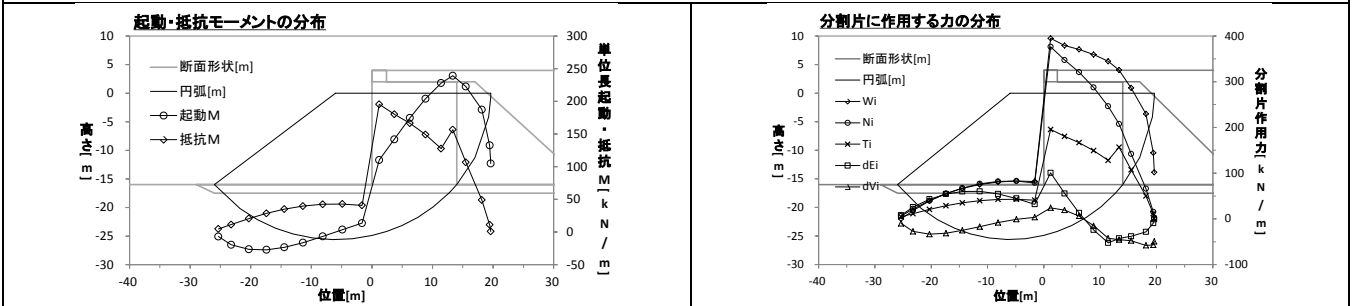 起動・抵抗モーメントの分布
10
5
0
-5
-10
-15
-20
-25
-30
高さ[m]
断面形状[m]
円弧[m]
起動M
抵抗M
300
250
200
150
100
50
0
-50
単位長起動・抵抗M[kN/m]
-40 -30 -20 -10 0 10 20 30
位置[m]
分割片に作用する力の分布
10
5
0
-5
-10
-15
-20
-25
-30
高さ[m]
断面形状[m]
円弧[m]
Wi
Ni
Ti
dEi
dVi
400
300
200
100
0
-100
分割片作用力[kN/m]
-40 -30 -20 -10 0 10 20 30
位置[m]